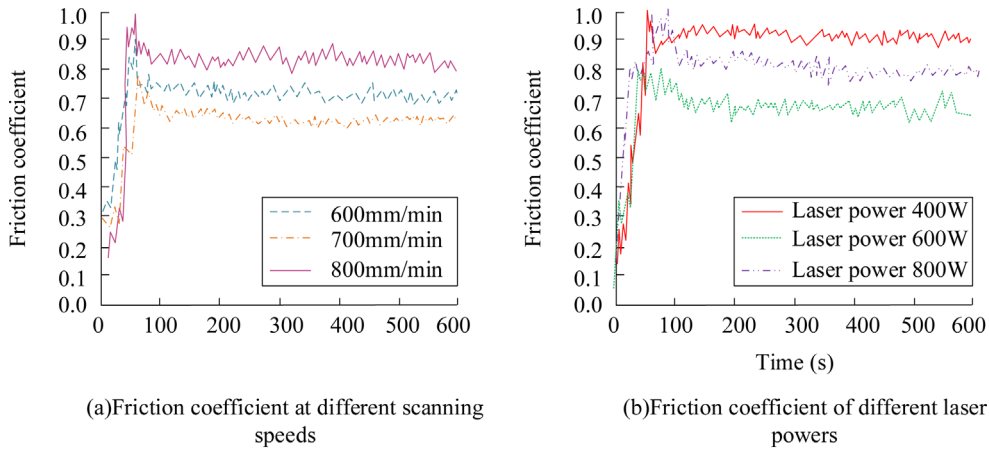 Friction coefficient
1.0
0.9
0.8
0.7
0.6
0.5
0.4
0.3
0.2
0.1
0.0
0
100
200
300
400
500
600
600mm/min
700mm/min
800mm/min
(a)Friction coefficient at different scanning
speeds
Friction coefficient
1.0
0.9
0.8
0.7
0.6
0.5
0.4
0.3
0.2
0.1
0.0
0
100
200
300
400
500
600
Laser power 400W
Laser power 600W
Laser power 800W
Time (s)
(b)Friction coefficient of different laser
powers